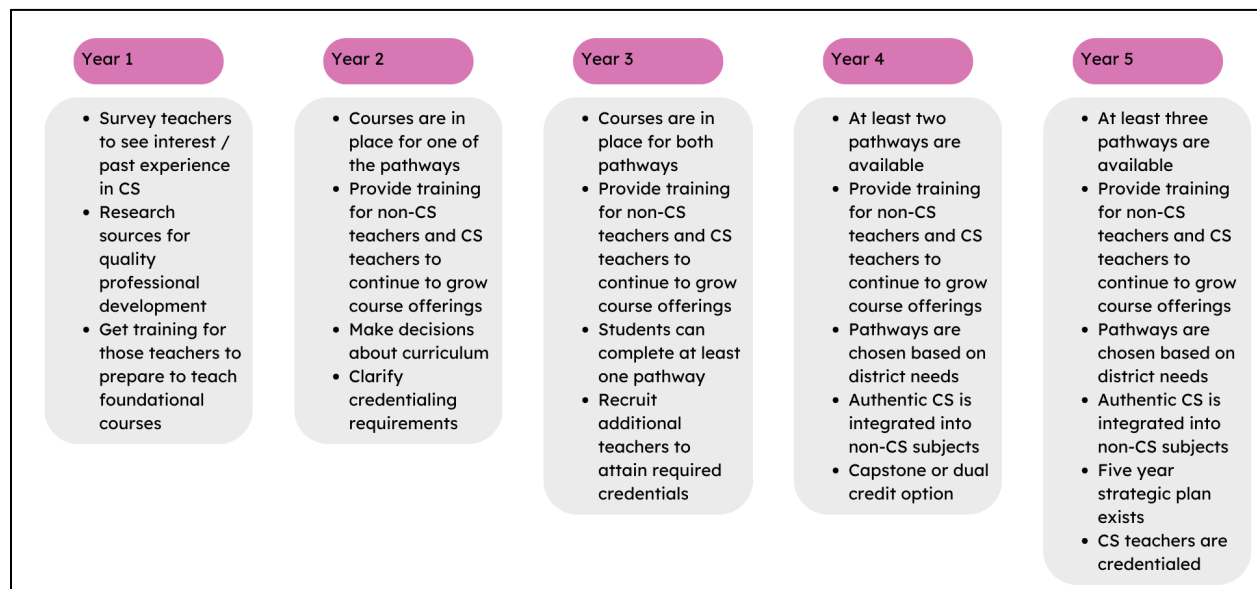 Year 1
• Survey teachers
to see interest /
past experience
in CS
• Research
sources for
quality
professional
development
• Get training for
those teachers to
prepare to teach
foundational
courses
Year 2
• Courses are in
place for one of
the pathways
• Provide training
for non-CS
teachers and CS
teachers to
continue to grow
course offerings
• Make decisions
about curriculum
• Clarify
credentialing
requirements
Year 3
• Courses are in
place for both
pathways
• Provide training
for non-CS
teachers and CS
teachers to
continue to grow
course offerings
• Students can
complete at least
one pathway
• Recruit
additional
teachers to
attain required
credentials
Year 4
• At least two
pathways are
available
• Provide training
for non-CS
teachers and CS
teachers to
continue to grow
course offerings
• Pathways are
chosen based on
district needs
• Authentic CS is
integrated into
non-CS subjects
• Capstone or dual
credit option
Year 5
• At least three
pathways are
available
• Provide training
for non-CS
teachers and CS
teachers to
continue to grow
course offerings
• Pathways are
chosen based on
district needs
• Authentic CS is
integrated into
non-CS subjects
• Five year
strategic plan
exists
• CS teachers are
credentialed